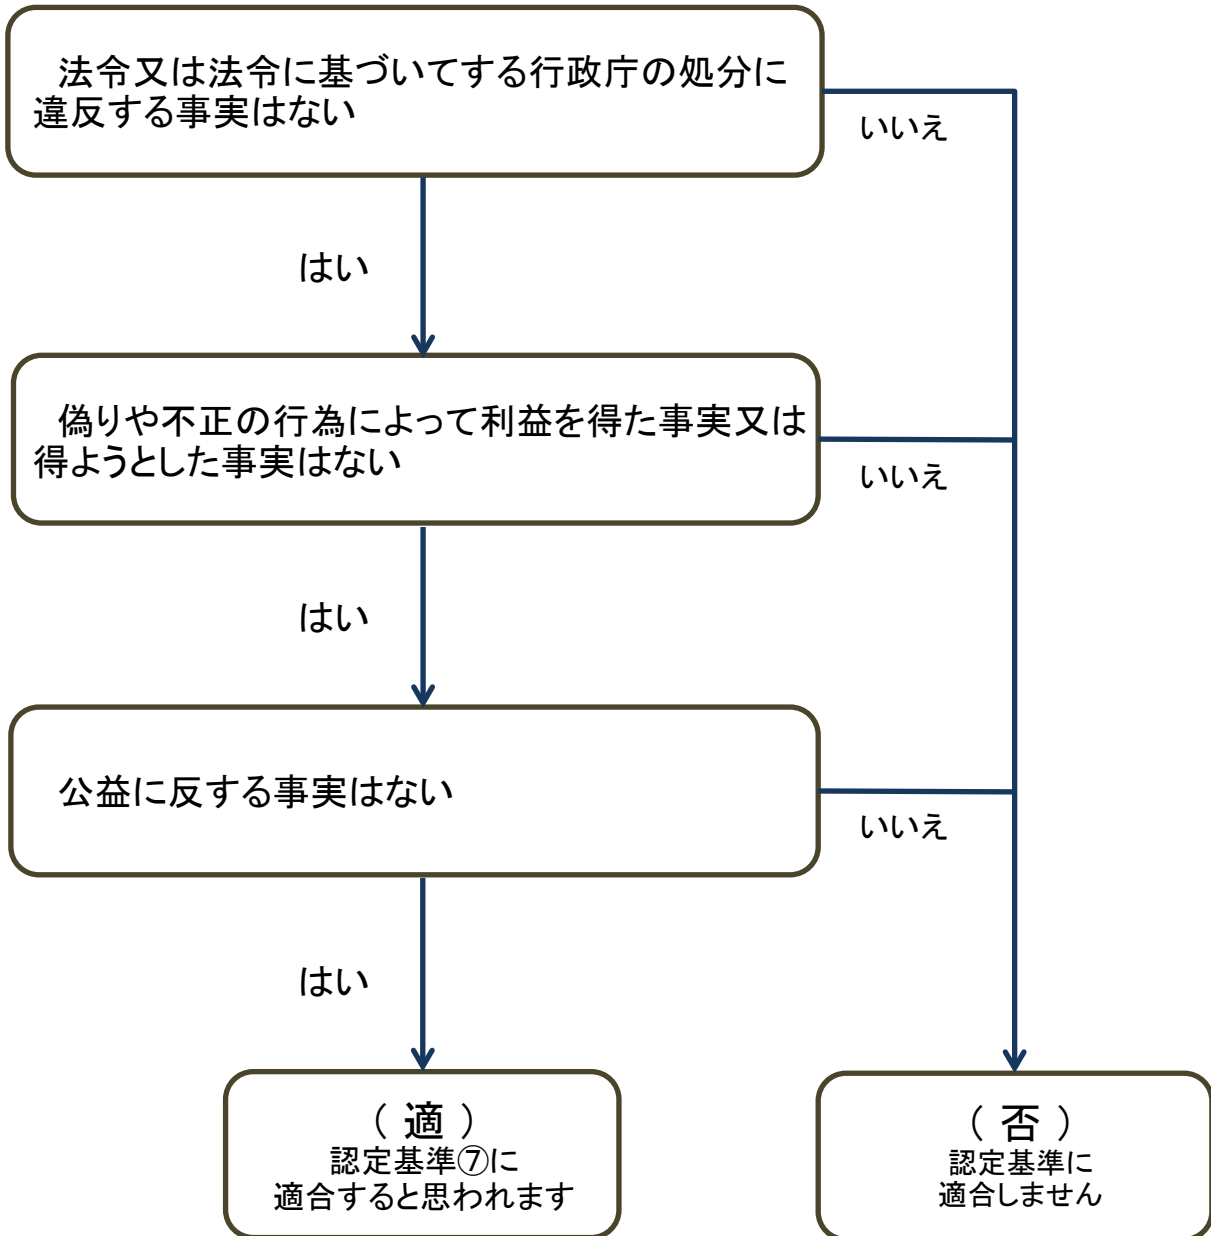 法令又は法令に基づいてする行政庁の処分に
違反する事実はない
いいえ
はい
偽りや不正の行為によって利益を得た事実又は
得ようとした事実はない
いいえ
はい
公益に反する事実はない
いいえ
はい
（ 適 ）
認定基準⑦に
適合すると思われます
（ 否 ）
認定基準に
適合しません